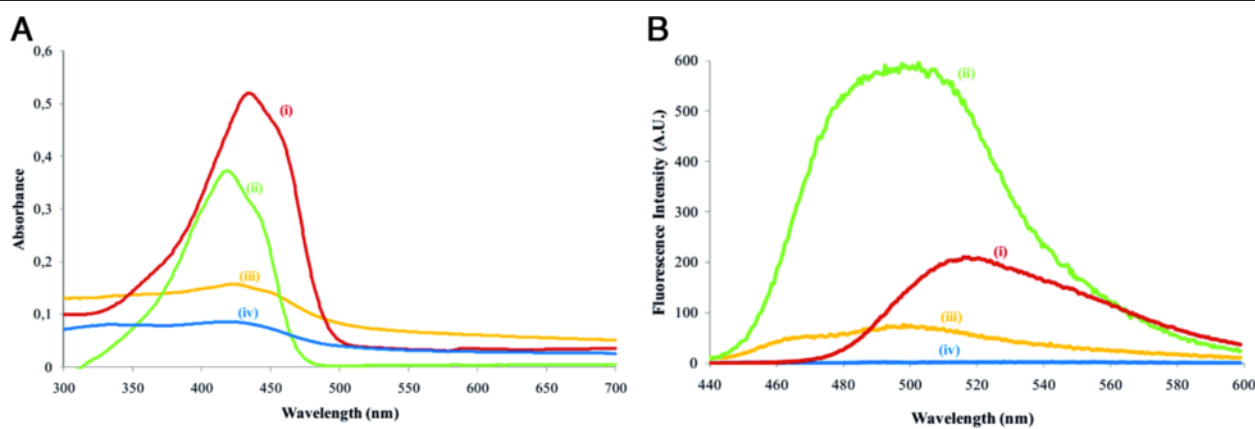 A
0,6
0,5
0,4
0,3
0,2
0,1
0
Absorbance
(i)
(ii)
(iii)
(iv)
300 350 400 450 500 550 600 650 700
Wavelength (nm)
B
600
500
400
300
200
100
0
Fluorescence Intensity (A.U.)
(ii)
(i)
(iii)
(iv)
440 460 480 500 520 540 560 580 600
Wavelength (nm)